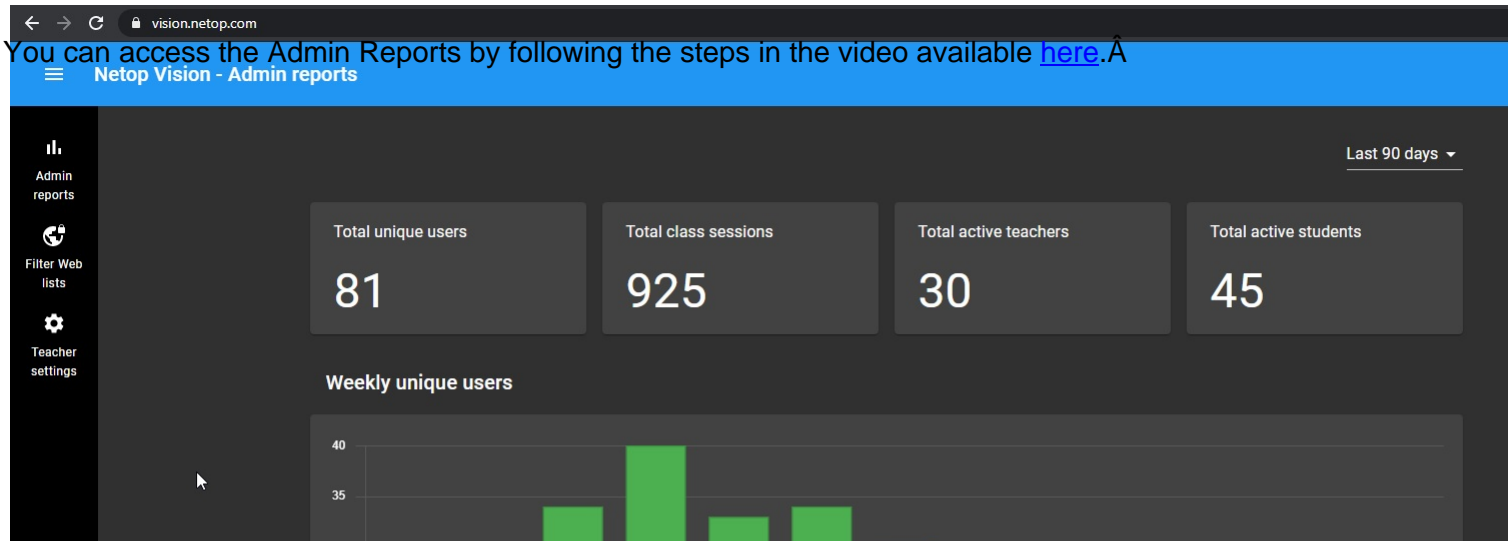 vision.netop.com
You can access the Admin Reports by following the steps in the video available here.Â
Netop Vision - Admin reports
Admin
reports
Filter Web
lists
Teacher
settings
Last 90 days
Total unique users
81
Total class sessions
925
Total active teachers
30
Total active students
45
Weekly unique users
40
35